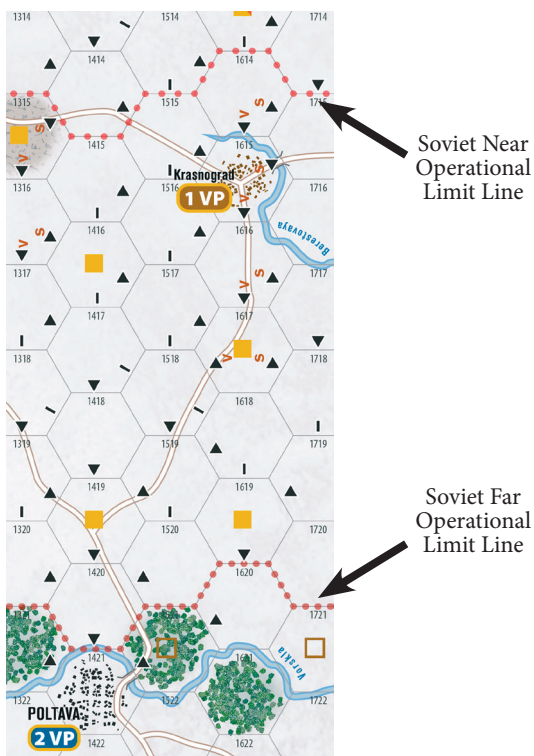 1314 1514 1714
1414 1614
1315 1515 1715
v s
v s
1415 1615
Soviet Near
Operational
Limit Line
Krasnograd
1316 1516 1716
1 VP
v s
1416 1616
Berestovaya
v s
1317 1517 1717
v s
1417 1617
1318 1518 1718
v s
1418 1618
1319 1519 1719
1419 1619
Soviet Far
Operational
Limit Line
1320 1520 1720
1420 1620
1721
1421
Vorskla
1322 1522 1722
POLTAVA
2 VP
1422 1622